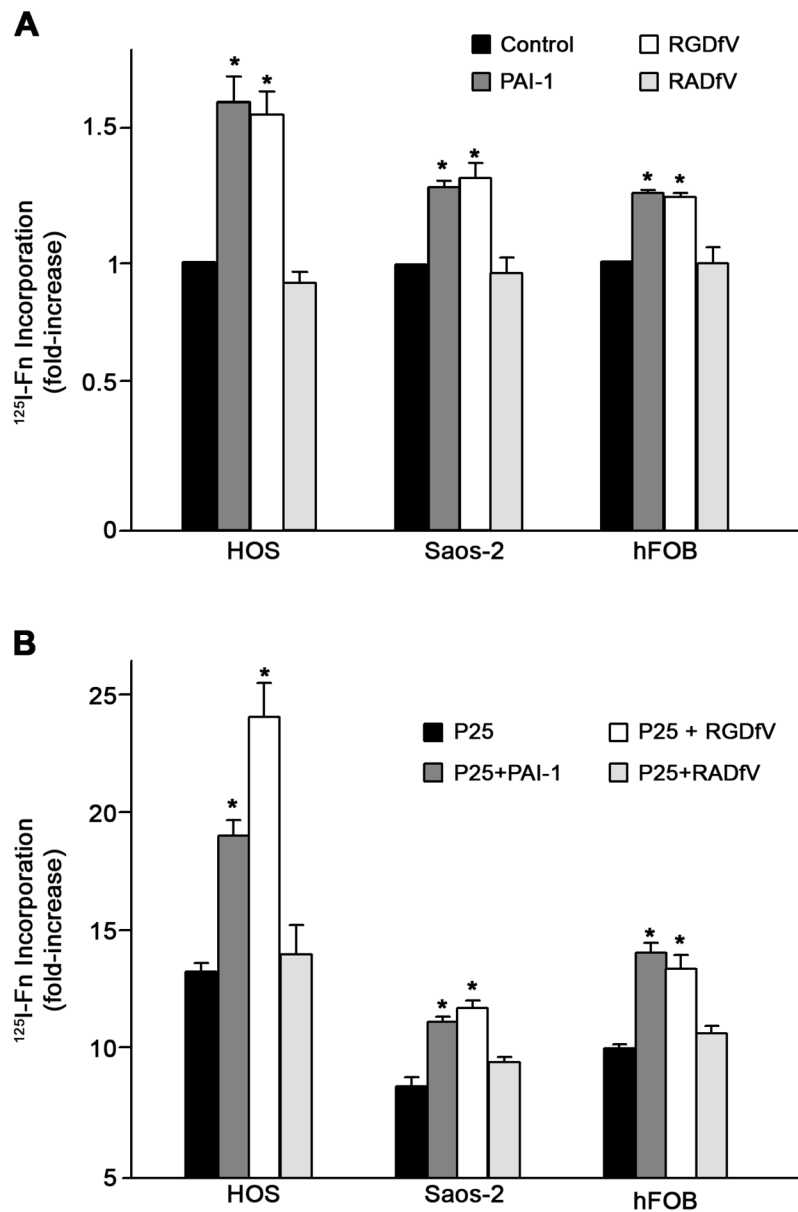 A
Control
RGDfV
PAI-1
RADfV
* *
* *
* *
1.5
1
0.5
0
¹²⁵I-Fn Incorporation
(fold-increase)
HOS Saos-2 hFOB
B
P25
P25 + RGDfV
P25+PAI-1
P25+RADfV
*
*
* *
* *
25
20
15
10
5
¹²⁵I-Fn Incorporation
(fold-increase)
HOS Saos-2 hFOB